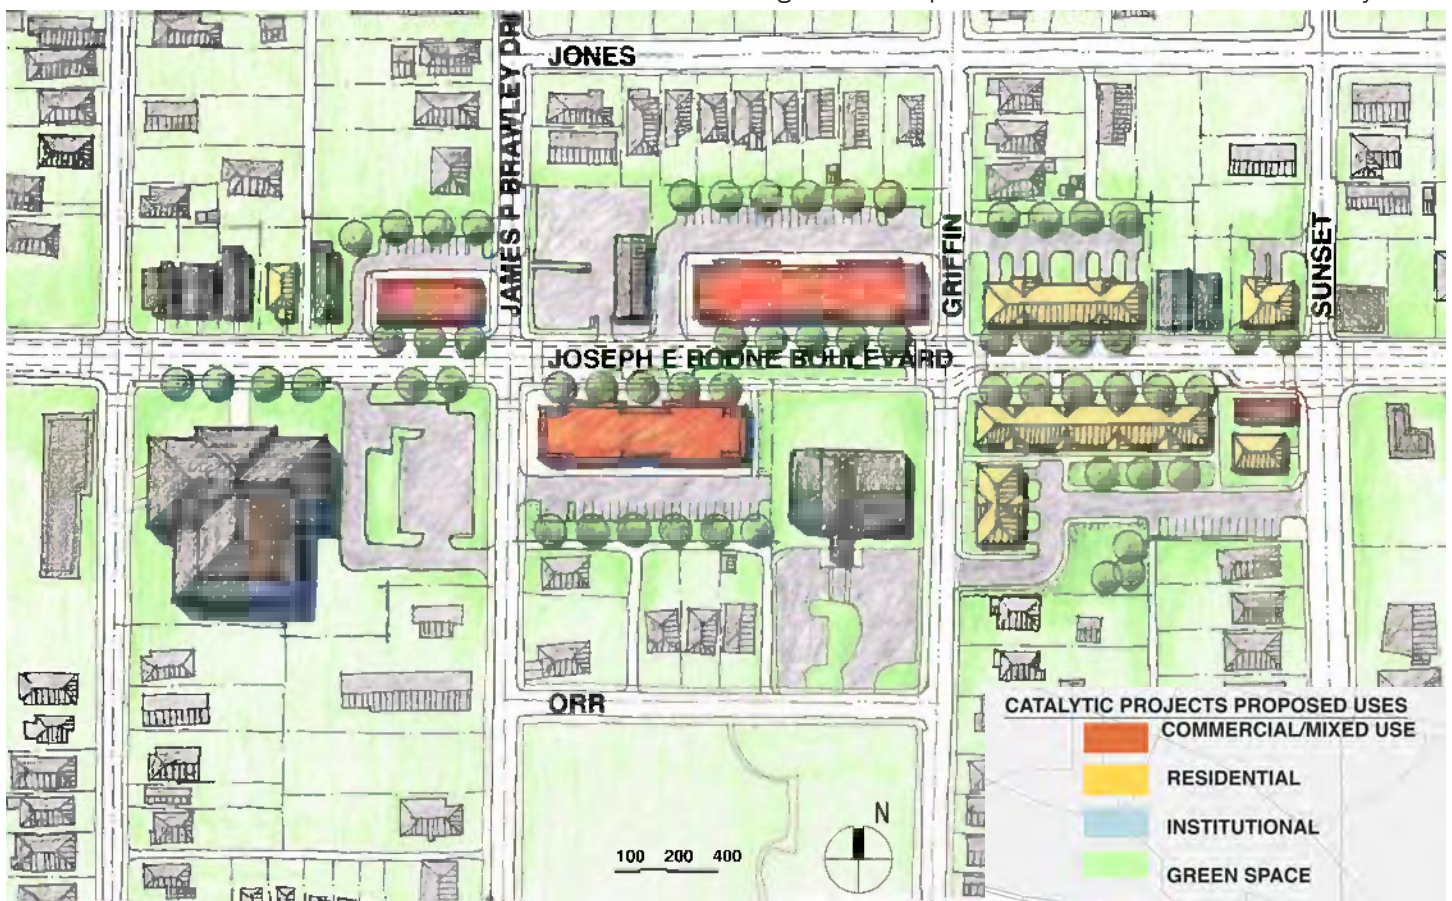 JONES
JAMES P BRAWLEY DRI
GRIFFIN
SUNSET
JOSEPH E BOONE BOULEVARD
ORR
CATALYTIC PROJECTS PROPOSED USES
COMMERCIAL/MIXED USE
RESIDENTIAL
INSTITUTIONAL
GREEN SPACE
N
100 200 400